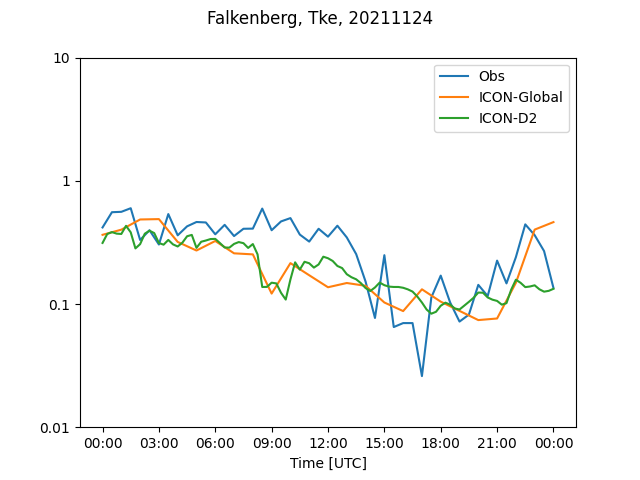 Falkenberg, Tke, 20211124
10
1
0.1
0.01
Obs
ICON-Global
ICON-D2
00:00 03:00 06:00 09:00 12:00 15:00 18:00 21:00 00:00
Time [UTC]